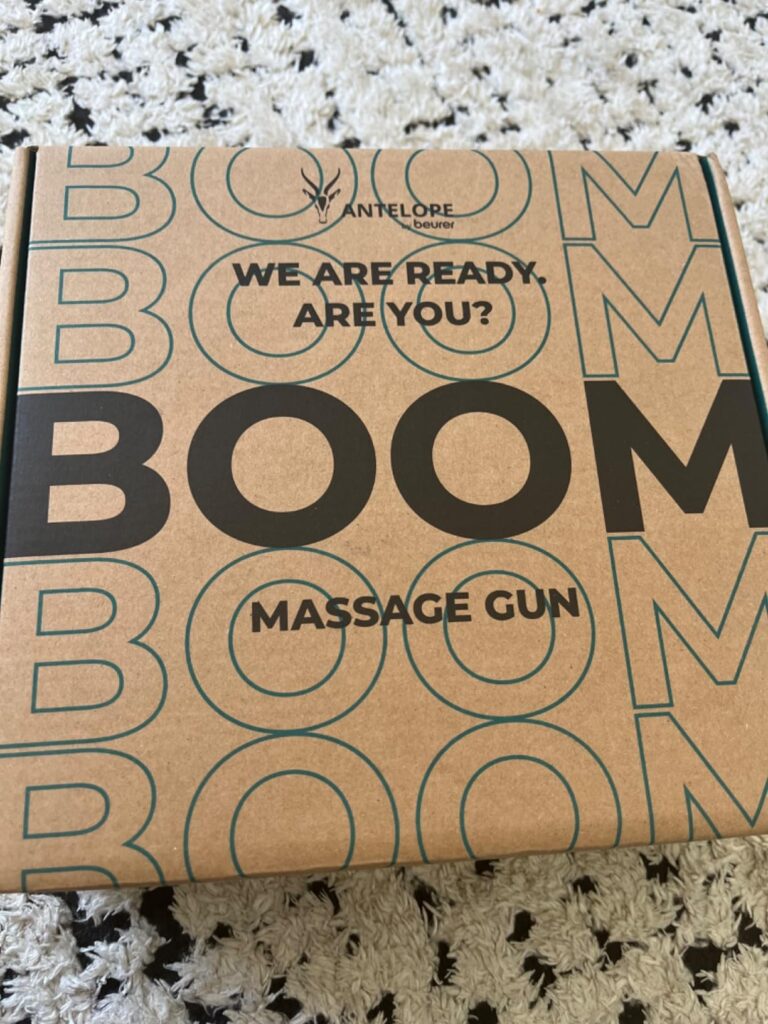 BOOM
ANTELOPE
by beurer
BOOM
WE ARE READY.
ARE YOU?
BOOM
BOOM
MASSAGE GUN
BOOM